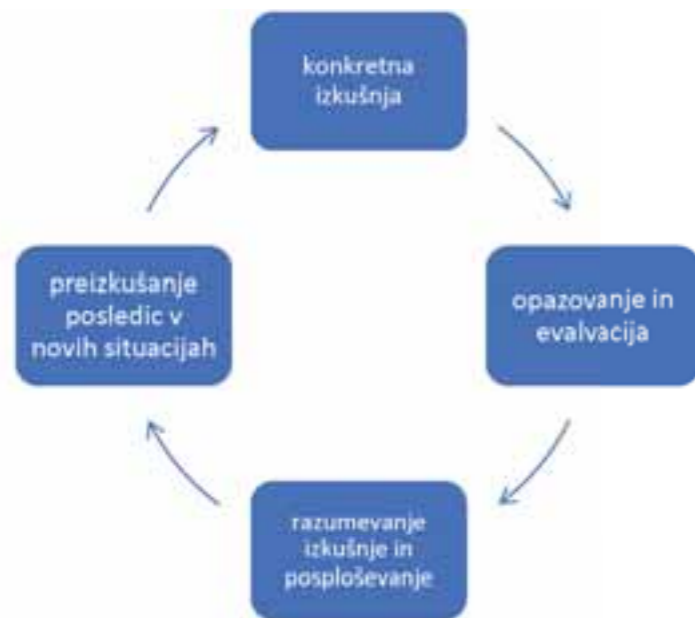 konkretna
izkušnja
opazovanje in
evalvacija
razumevanje
izkušnje in
posploševanje
preizkušanje
posledic v
novih situacijah